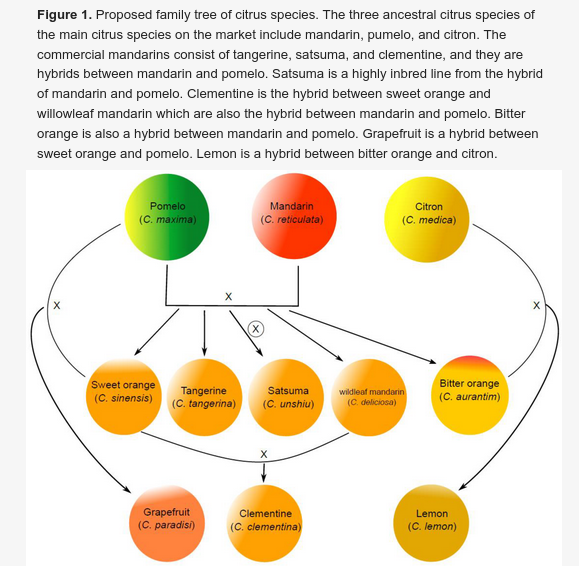 Figure 1. Proposed family tree of citrus species. The three ancestral citrus species of
the main citrus species on the market include mandarin, pumelo, and citron. The
commercial mandarins consist of tangerine, satsuma, and clementine, and they are
hybrids between mandarin and pomelo. Satsuma is a highly inbred line from the hybrid
of mandarin and pomelo. Clementine is the hybrid between sweet orange and
willowleaf mandarin which are also the hybrid between mandarin and pomelo. Bitter
orange is also a hybrid between mandarin and pomelo. Grapefruit is a hybrid between
sweet orange and pomelo. Lemon is a hybrid between bitter orange and citron.
Pomelo
(C. maxima)
Mandarin
(C. reticulata)
Citron
(C. medica)
X
X
X
X
Sweet orange
(C. sinensis)
Tangerine
(C. tangerina)
Satsuma
(C. unshiu)
wildleaf mandarin
(C. deliciosa)
Bitter orange
(C. aurantim)
X
Grapefruit
(C. paradisi)
Clementine
(C. clementina)
Lemon
(C. lemon)